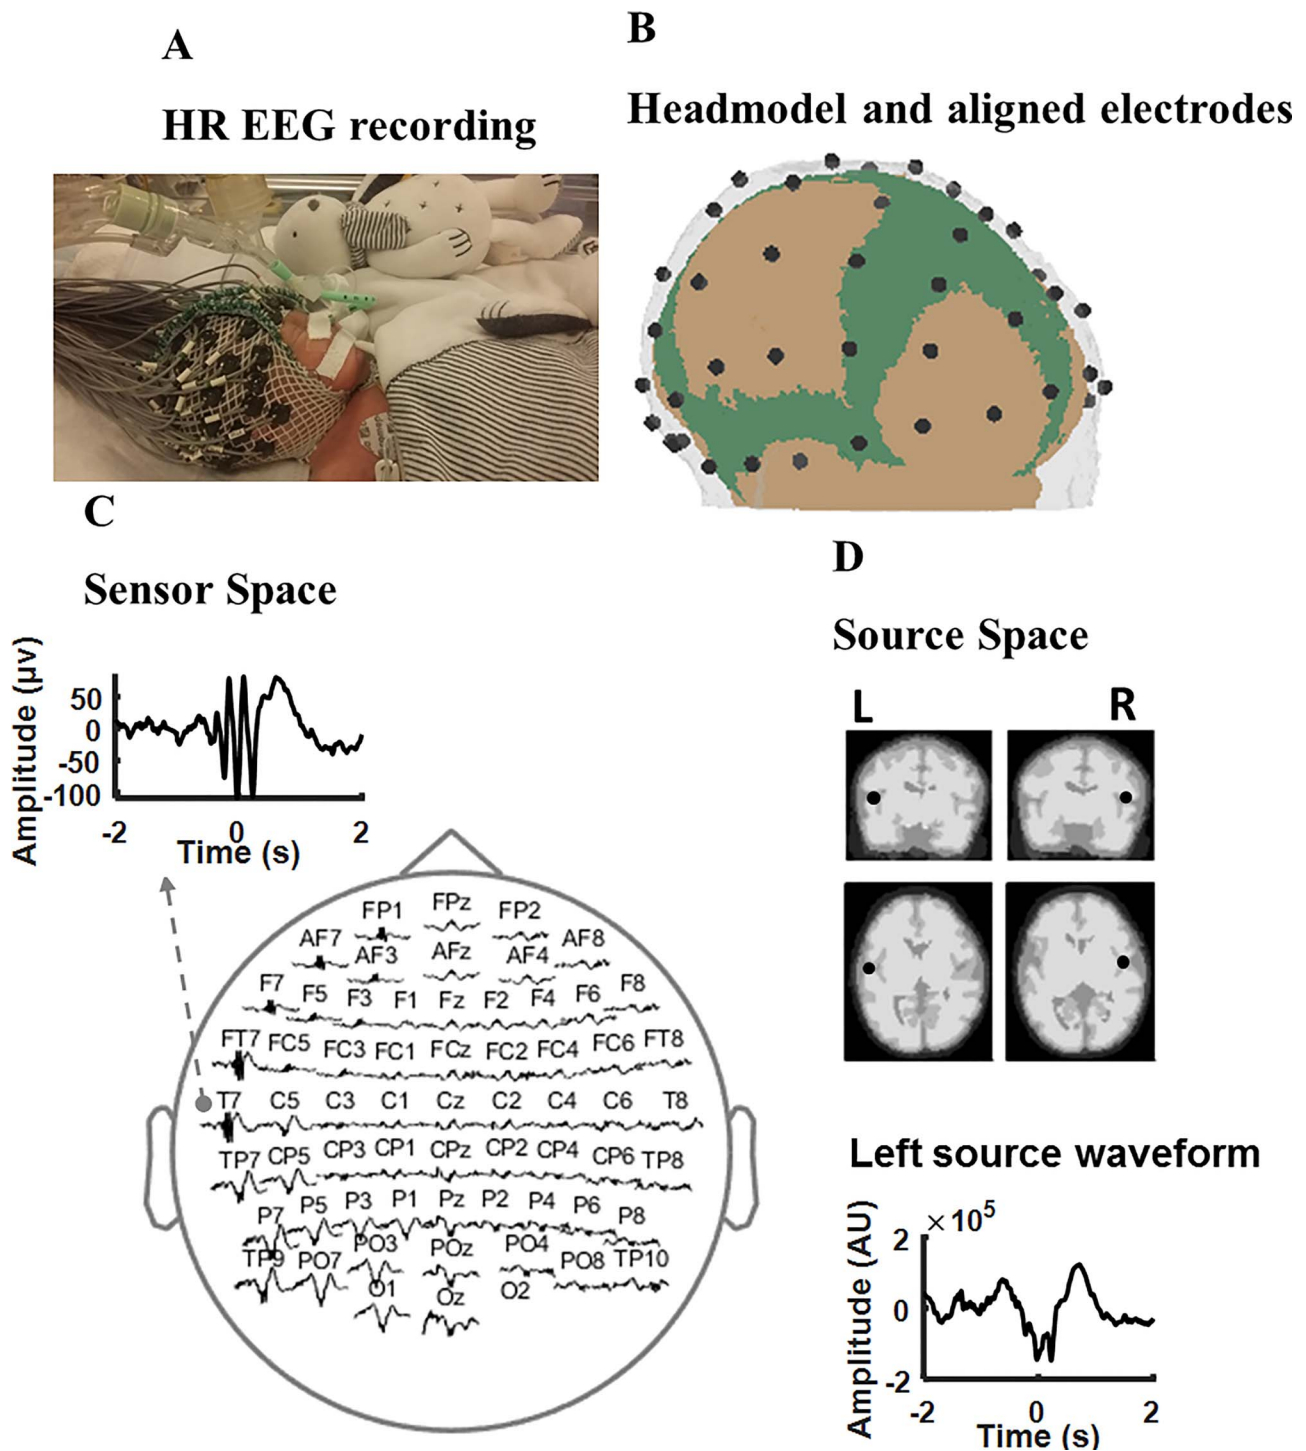 A
HR EEG recording
B
Headmodel and aligned electrodes
C
Sensor Space
Amplitude (µv)
50
0
-50
-100
-2 0 2
Time (s)
FP1 FPz FP2
AF7 AF3 AFz AF4 AF8
F7 F5 F3 F1 Fz F2 F4 F6 F8
FT7 FC5 FC3 FC1 FCz FC2 FC4 FC6 FT8
T7 C5 C3 C1 Cz C2 C4 C6 T8
TP7 CP5 CP3 CP1 CPz CP2 CP4 CP6 TP8
P7 P5 P3 P1 Pz P2 P4 P6 P8
TP9 PO7 PO3 POz PO4 PO8 TP10
O1 Oz O2
D
Source Space
L R
Left source waveform
Amplitude (AU)
×10⁵
2
0
-2
-2 0 2
Time (s)